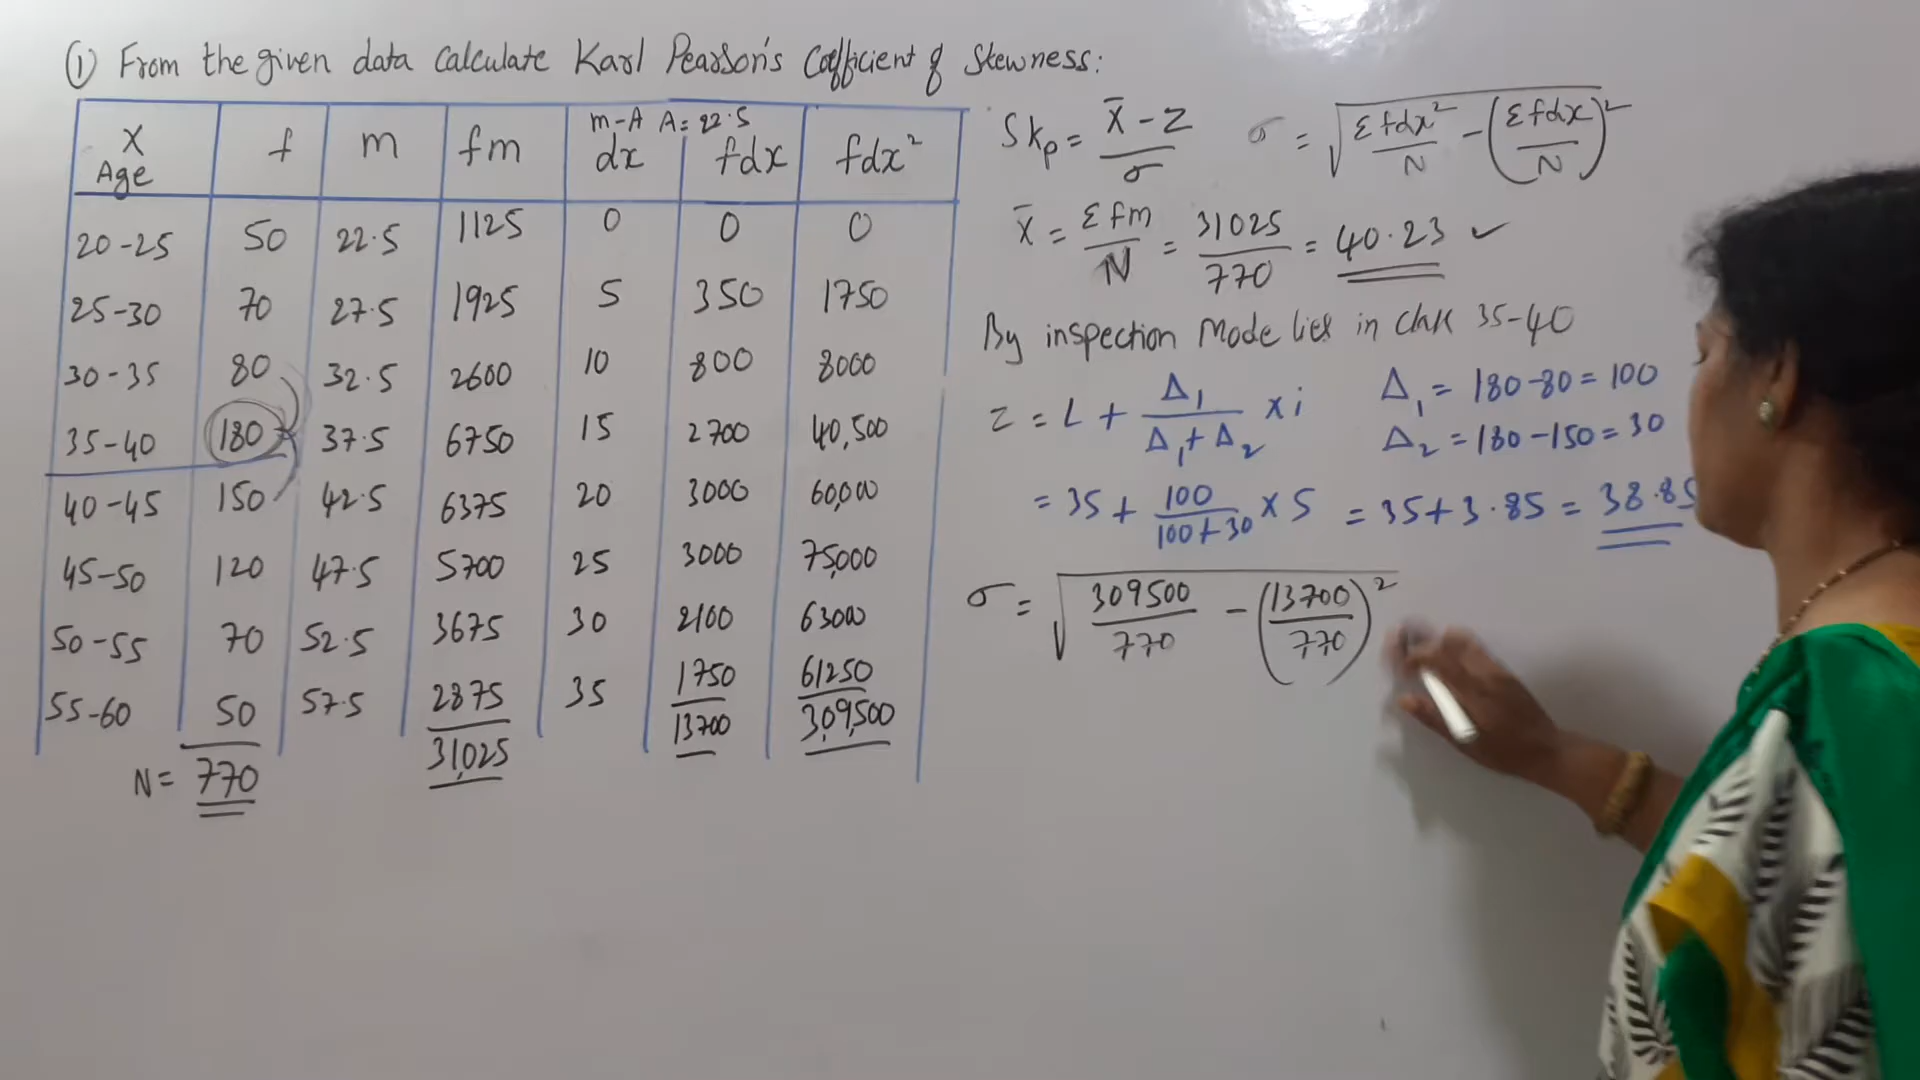 ① From the given data calculate Karl Pearson's Coefficient of Skewness:
X Age | f | m | fm | m-A dx | A=22.5 fdx | fdx²
20-25 | 50 | 22.5 | 1125 | 0 | 0 | 0
25-30 | 70 | 27.5 | 1925 | 5 | 350 | 1750
30-35 | 80 | 32.5 | 2600 | 10 | 800 | 8000
35-40 | 180 | 37.5 | 6750 | 15 | 2700 | 40,500
40-45 | 150 | 42.5 | 6375 | 20 | 3000 | 60,000
45-50 | 120 | 47.5 | 5700 | 25 | 3000 | 75,000
50-55 | 70 | 52.5 | 3675 | 30 | 2100 | 63000
55-60 | 50 | 57.5 | 2875 | 35 | 1750 | 61250
N= 770 | 31,025 | 13700 | 3,09,500
Skp = (X̄ - Z)/σ
σ = √(Σfdx²/N - (Σfdx/N)²)
X̄ = Σfm/N = 31025/770 = 40.23 ✓
By inspection Mode lies in class 35-40
Z = L + Δ₁/(Δ₁+Δ₂) x i
Δ₁ = 180-80 = 100
Δ₂ = 180-150 = 30
= 35 + 100/(100+30) x 5 = 35+3.85 = 38.85
σ = √(309500/770 - (13700/770)²)